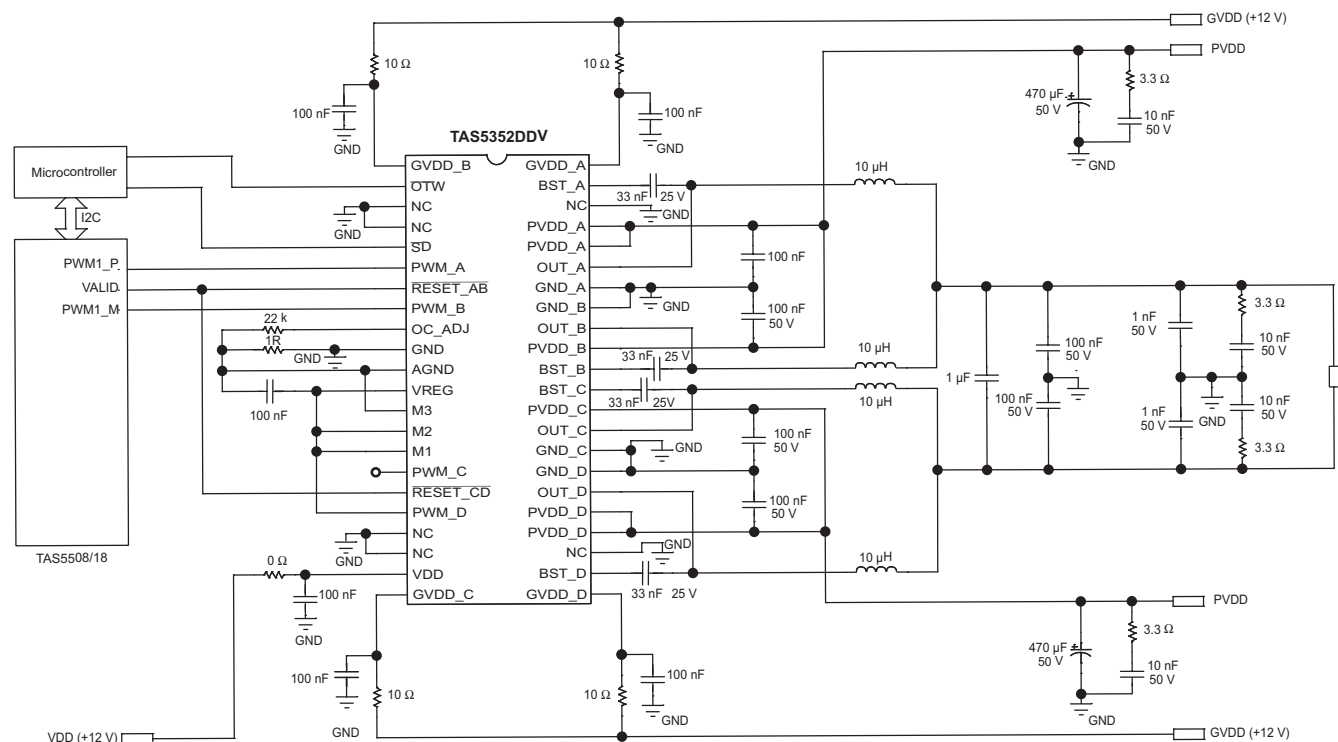 GVDD (+12 V)
PVDD
10 Ω
10 Ω
3.3 Ω
470 µF
50 V
10 nF
50 V
100 nF
GND
100 nF
GND
GND
TAS5352DDV
Microcontroller
I2C
PWM1_P
VALID
PWM1_M
TAS5508/18
GVDD_B
OTW
NC
NC
SD
PWM_A
RESET_AB
PWM_B
OC_ADJ
GND
AGND
VREG
M3
M2
M1
PWM_C
RESET_CD
PWM_D
NC
NC
VDD
GVDD_C
GVDD_A
BST_A
NC
PVDD_A
PVDD_A
OUT_A
GND_A
GND_B
OUT_B
PVDD_B
BST_B
BST_C
PVDD_C
OUT_C
GND_C
GND_D
OUT_D
PVDD_D
PVDD_D
NC
BST_D
GVDD_D
GND
22 k
1R
GND
100 nF
GND
0 Ω
100 nF
GND
33 nF 25 V
GND
10 µH
100 nF
GND
100 nF
50 V
33 nF 25 V
10 µH
33 nF 25V
10 µH
100 nF
50 V
GND
100 nF
50 V
GND
33 nF 25 V
10 µH
1 µF
100 nF
50 V
100 nF
50 V
1 nF
50 V
1 nF
50 V
GND
3.3 Ω
10 nF
50 V
10 nF
50 V
3.3 Ω
PVDD
3.3 Ω
470 µF
50 V
10 nF
50 V
GND
100 nF
GND
10 Ω
GND
10 Ω
100 nF
GND
VDD (+12 V)
GVDD (+12 V)